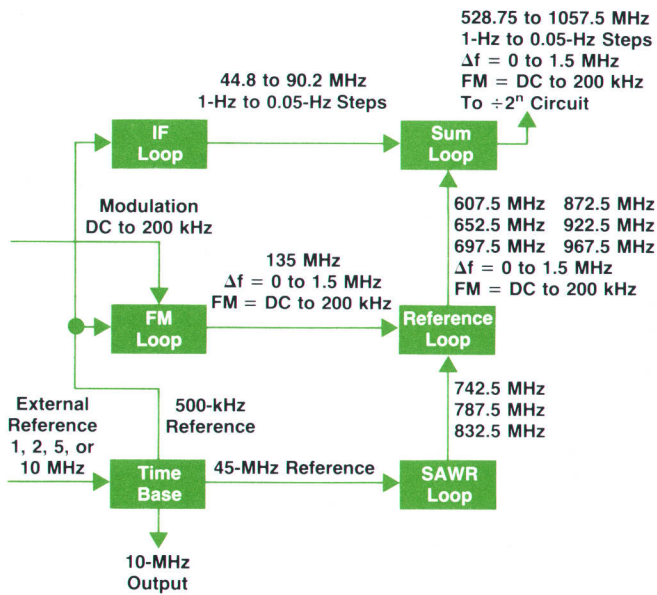 528.75 to 1057.5 MHz
1-Hz to 0.05-Hz Steps
Δf = 0 to 1.5 MHz
FM = DC to 200 kHz
To ÷2ⁿ Circuit
44.8 to 90.2 MHz
1-Hz to 0.05-Hz Steps
IF
Loop
Sum
Loop
Modulation
DC to 200 kHz
607.5 MHz 872.5 MHz
652.5 MHz 922.5 MHz
697.5 MHz 967.5 MHz
Δf = 0 to 1.5 MHz
FM = DC to 200 kHz
135 MHz
Δf = 0 to 1.5 MHz
FM = DC to 200 kHz
FM
Loop
Reference
Loop
External
Reference
1, 2, 5, or
10 MHz
500-kHz
Reference
742.5 MHz
787.5 MHz
832.5 MHz
Time
Base
45-MHz Reference
SAWR
Loop
10-MHz
Output